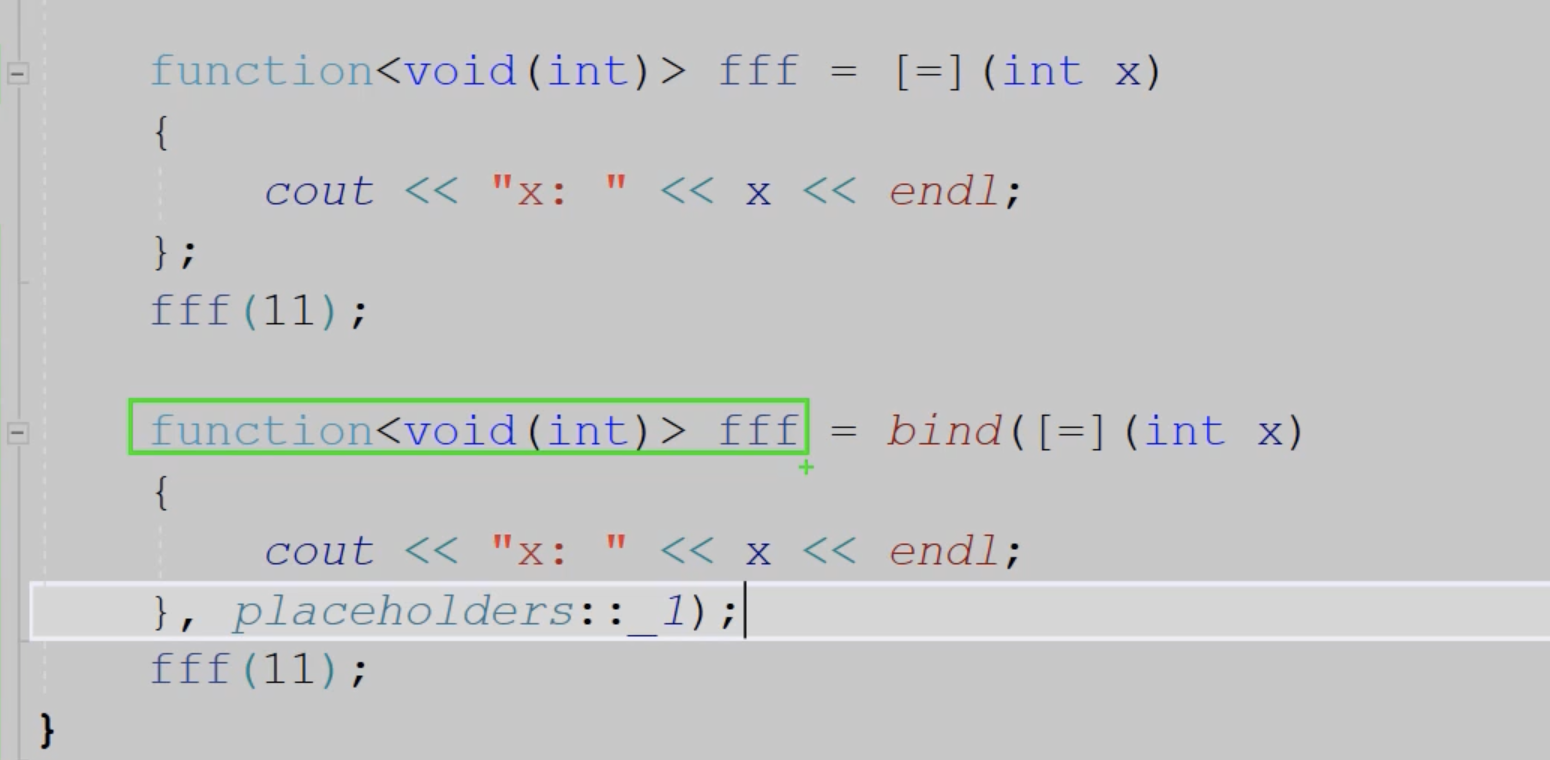 function<void(int)> fff = [=](int x)
{
cout << "x: " << x << endl;
};
fff(11);
function<void(int)> fff = bind([=](int x)
{
cout << "x: " << x << endl;
}, placeholders::_1);
fff(11);
}